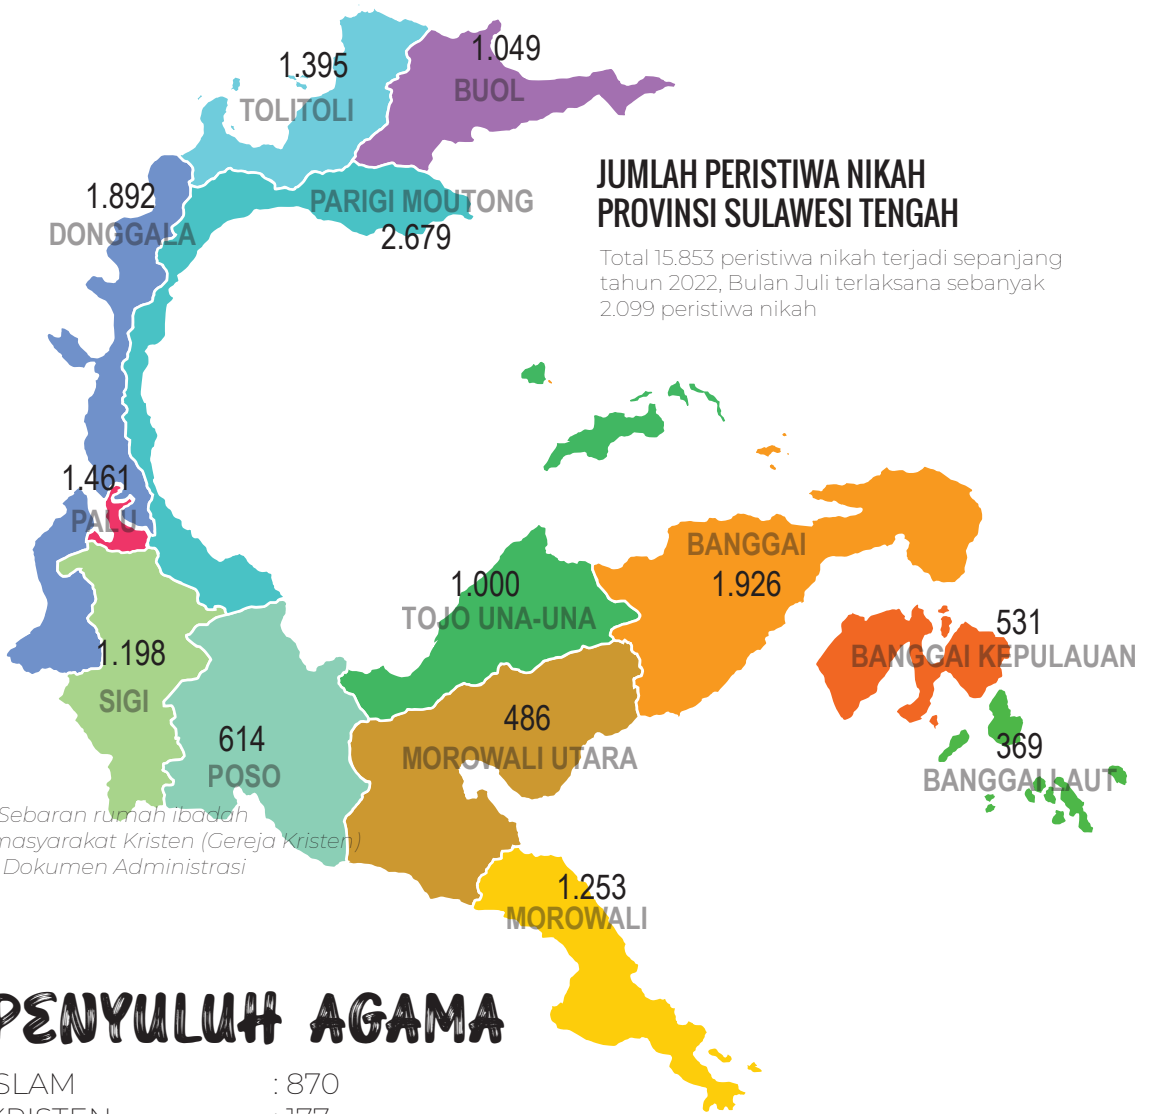 1.049
1.395
BUOL
TOLITOLI
JUMLAH PERISTIWA NIKAH
PROVINSI SULAWESI TENGAH
Total 15.853 peristiwa nikah terjadi sepanjang
tahun 2022, Bulan Juli terlaksana sebanyak
2.099 peristiwa nikah
1.892
DONGGALA
PARIGI MOUTONG
2.679
1.461
PALU
BANGGAI
1.926
1.000
TOJO UNA-UNA
531
BANGGAI KEPULAUAN
1.198
SIGI
614
POSO
486
MOROWALI UTARA
369
BANGGAI LAUT
Sebaran rumah ibadah
masyarakat Kristen (Gereja Kristen)
Dokumen Administrasi
1.253
MOROWALI
PENYULUH AGAMA
ISLAM : 870
KRISTEN : 177